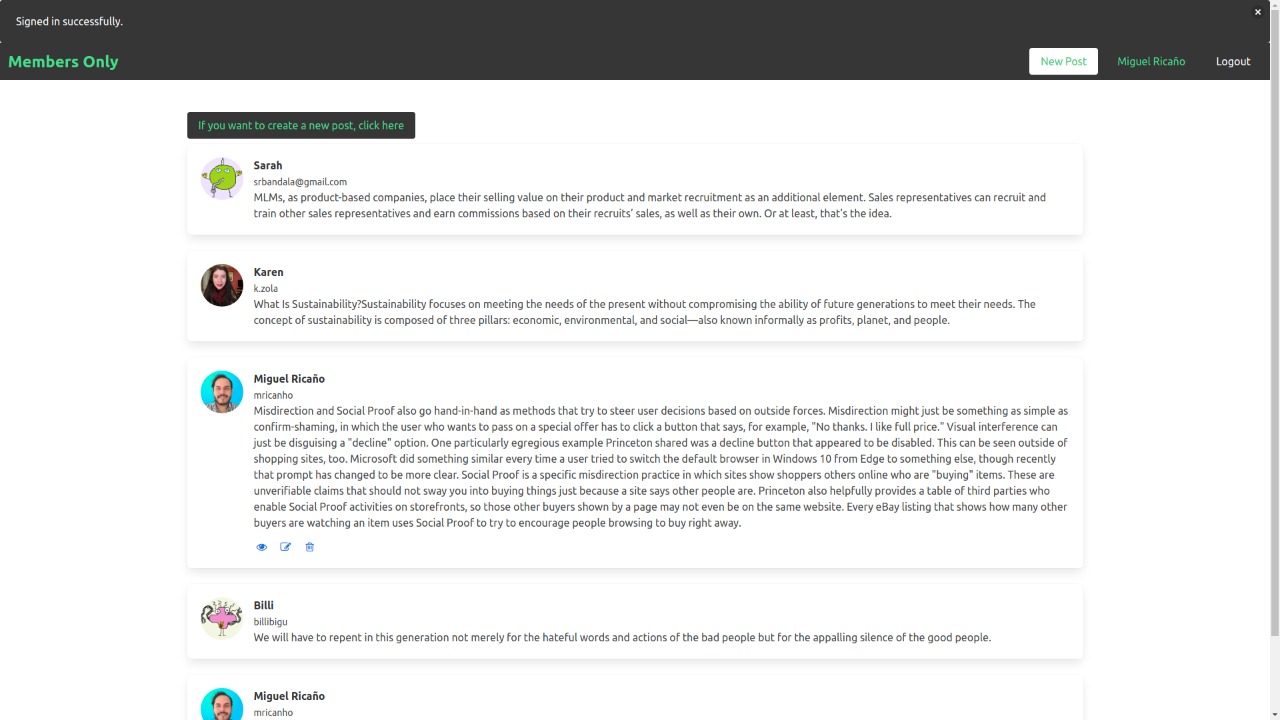 Signed in successfully.
×
Members Only
New Post
Miguel Ricaño
Logout
If you want to create a new post, click here
Sarah
srbandala@gmail.com
MLMs, as product-based companies, place their selling value on their product and market recruitment as an additional element. Sales representatives can recruit and
train other sales representatives and earn commissions based on their recruits’ sales, as well as their own. Or at least, that’s the idea.
Karen
k.zola
What Is Sustainability?Sustainability focuses on meeting the needs of the present without compromising the ability of future generations to meet their needs. The
concept of sustainability is composed of three pillars: economic, environmental, and social—also known informally as profits, planet, and people.
Miguel Ricaño
mricanho
Misdirection and Social Proof also go hand-in-hand as methods that try to steer user decisions based on outside forces. Misdirection might just be something as simple as
confirm-shaming, in which the user who wants to pass on a special offer has to click a button that says, for example, "No thanks. I like full price." Visual interference can
just be disguising a "decline" option. One particularly egregious example Princeton shared was a decline button that appeared to be disabled. This can be seen outside of
shopping sites, too. Microsoft did something similar every time a user tried to switch the default browser in Windows 10 from Edge to something else, though recently
that prompt has changed to be more clear. Social Proof is a specific misdirection practice in which sites show shoppers others online who are "buying" items. These are
unverifiable claims that should not sway you into buying things just because a site says other people are. Princeton also helpfully provides a table of third parties who
enable Social Proof activities on storefronts, so those other buyers shown by a page may not even be on the same website. Every eBay listing that shows how many other
buyers are watching an item uses Social Proof to try to encourage people browsing to buy right away.
Billi
billibigu
We will have to repent in this generation not merely for the hateful words and actions of the bad people but for the appalling silence of the good people.
Miguel Ricaño
mricanho